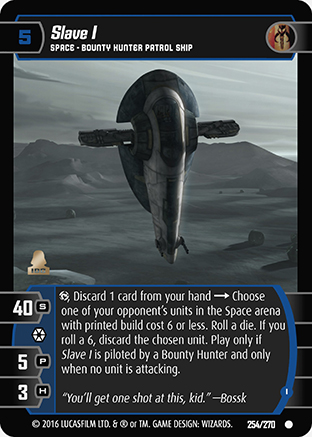 5
Slave I
SPACE - BOUNTY HUNTER PATROL SHIP
40 S
5 P
3 H
, Discard 1 card from your hand → Choose
one of your opponent's units in the Space arena
with printed build cost 6 or less. Roll a die. If you
roll a 6, discard the chosen unit. Play only if
Slave I is piloted by a Bounty Hunter and only
when no unit is attacking.
"You'll get one shot at this, kid." –Bossk
1
© 2016 LUCASFILM LTD. & ® or TM. GAME DESIGN: WIZARDS.
254/270